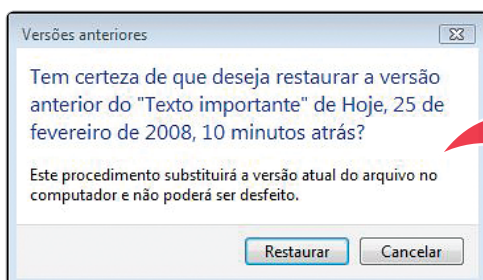 Versões anteriores
Tem certeza de que deseja restaurar a versão
anterior do "Texto importante" de Hoje, 25 de
fevereiro de 2008, 10 minutos atrás?
Este procedimento substituirá a versão atual do arquivo no
computador e não poderá ser desfeito.
Restaurar
Cancelar